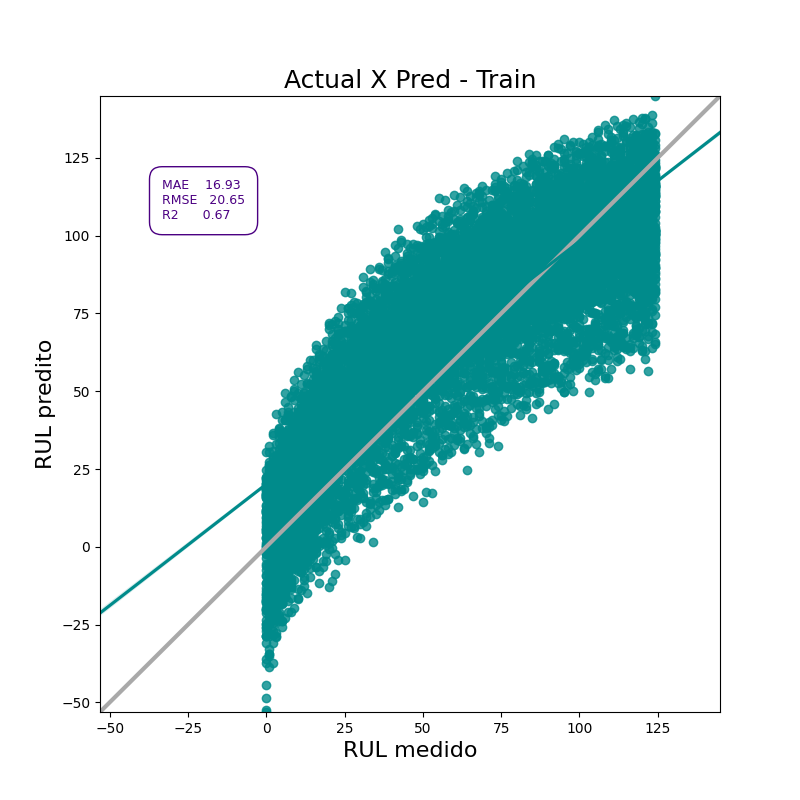 Actual X Pred - Train
MAE 16.93
RMSE 20.65
R2 0.67
RUL predito
125
100
75
50
25
0
−25
−50
−50 −25 0 25 50 75 100 125
RUL medido